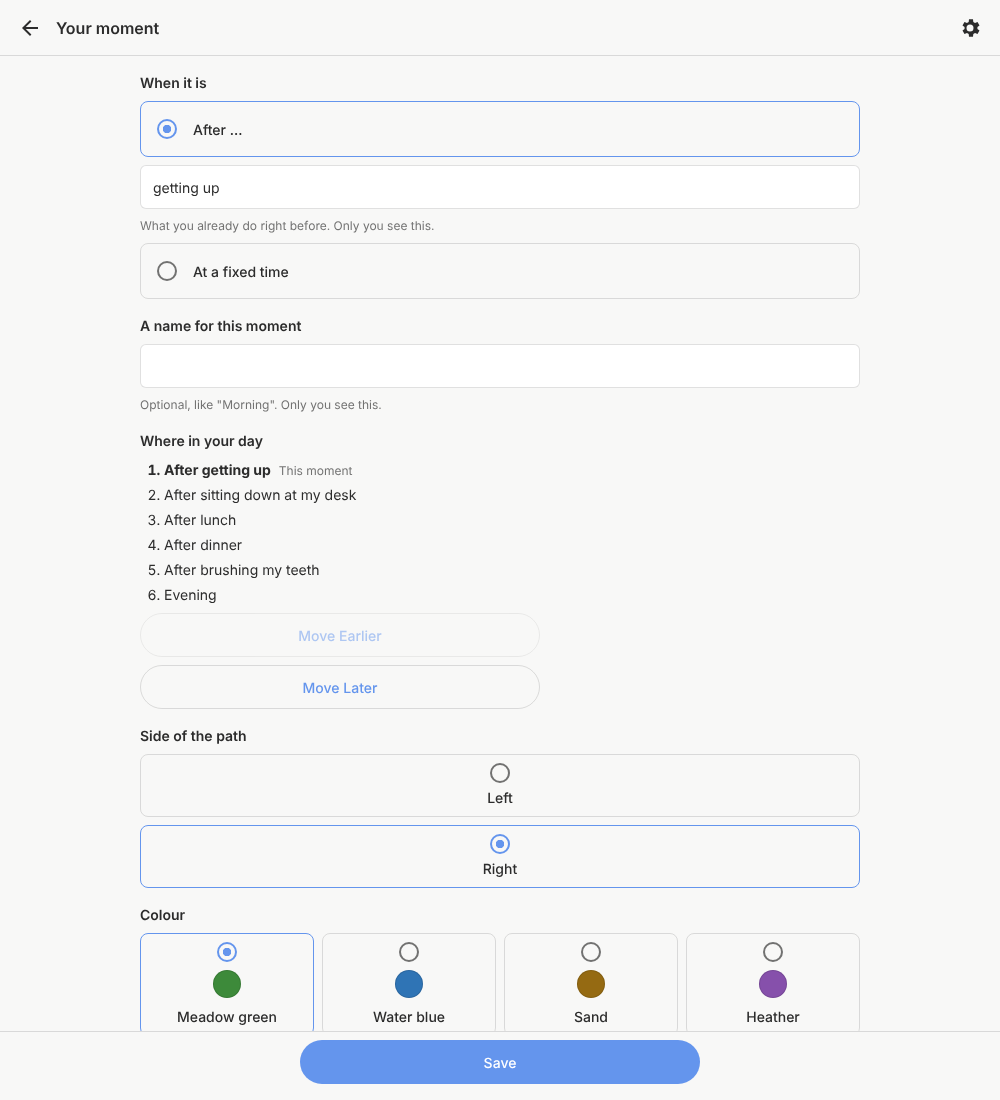 Your moment
When it is
After ...
getting up
What you already do right before. Only you see this.
At a fixed time
A name for this moment
Optional, like "Morning". Only you see this.
Where in your day
1. After getting up This moment
2. After sitting down at my desk
3. After lunch
4. After dinner
5. After brushing my teeth
6. Evening
Move Earlier
Move Later
Side of the path
Left
Right
Colour
Meadow green
Water blue
Sand
Heather
Save